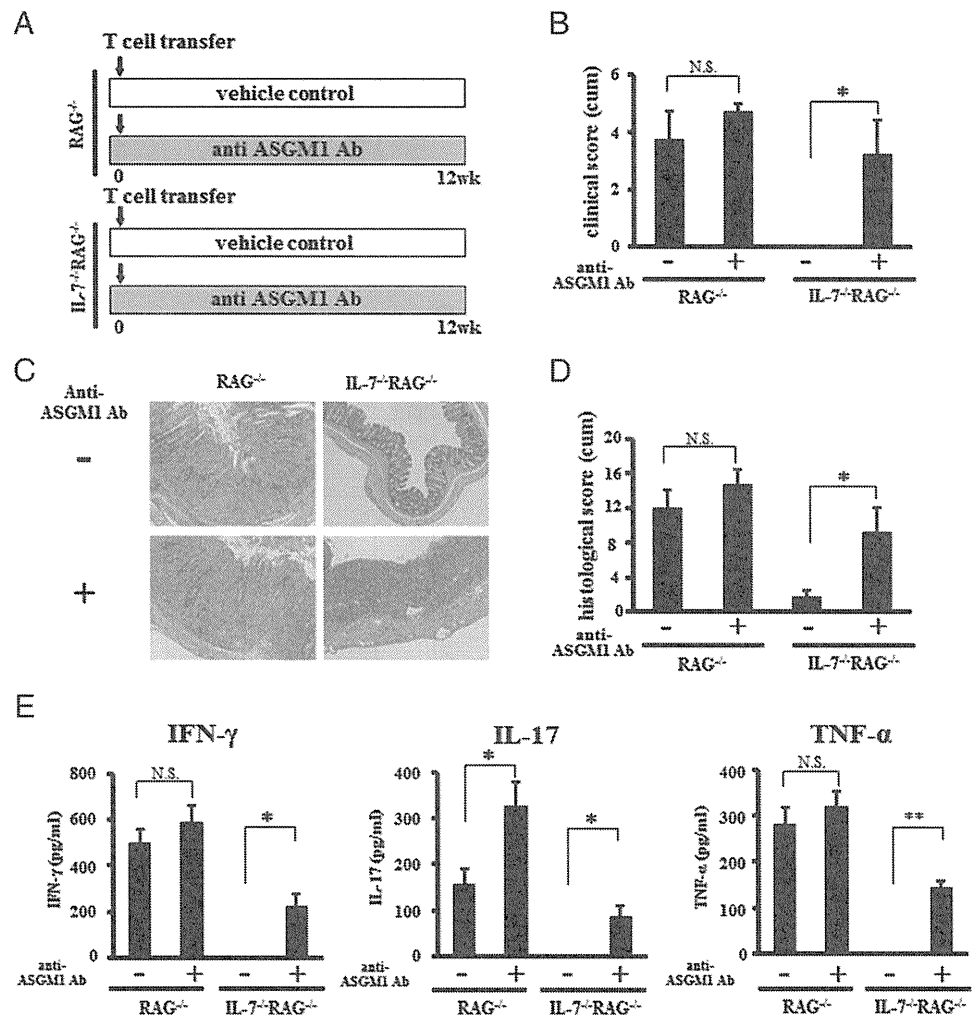 A
T cell transfer
RAG-/-
vehicle control
anti ASGM1 Ab
0 12wk
T cell transfer
IL-7-/-RAG-/-
vehicle control
anti ASGM1 Ab
0 12wk
B
clinical score (cum)
6
4
2
0
N.S.
*
anti-
ASGM1 Ab
- + - +
RAG-/- IL-7-/-RAG-/-
C
Anti-
ASGM1 Ab
RAG-/- IL-7-/-RAG-/-
-
+
D
histological score (cum)
20
16
12
8
4
0
N.S.
*
anti-
ASGM1 Ab
- + - +
RAG-/- IL-7-/-RAG-/-
E
IFN-γ
IFN-γ (pg/ml)
800
600
400
200
0
N.S.
*
anti-
ASGM1 Ab
- + - +
RAG-/- IL-7-/-RAG-/-
IL-17
IL-17 (pg/ml)
400
300
200
100
0
*
*
anti-
ASGM1 Ab
- + - +
RAG-/- IL-7-/-RAG-/-
TNF-α
TNF-α (pg/ml)
400
300
200
100
0
N.S.
**
anti-
ASGM1 Ab
- + - +
RAG-/- IL-7-/-RAG-/-